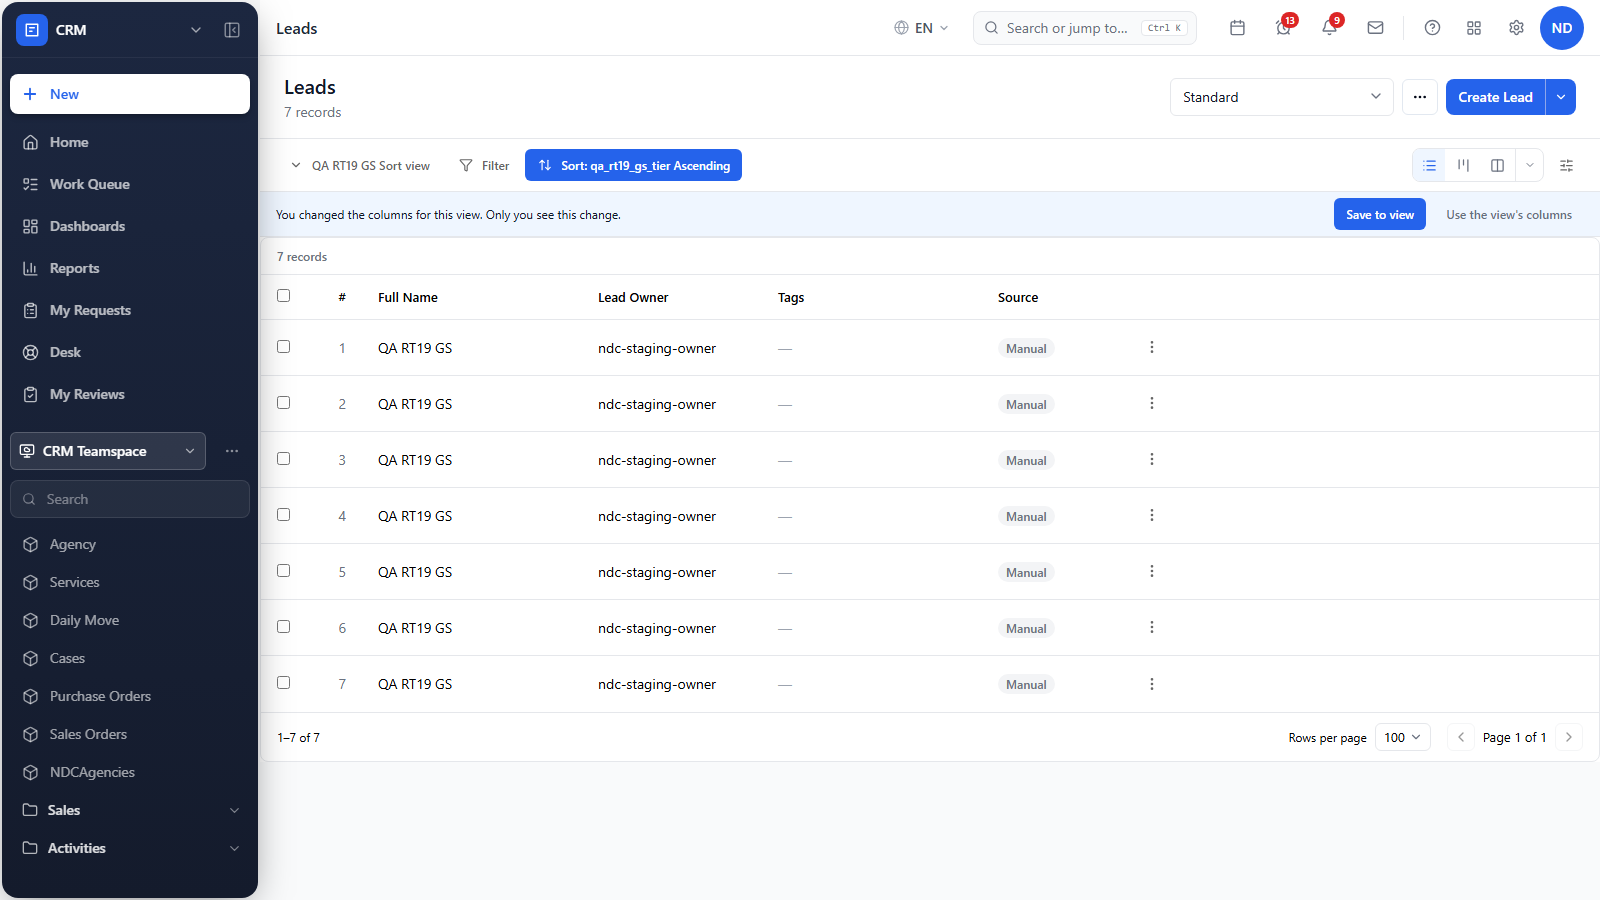 CRM
Leads
EN
Search or jump to...
Ctrl K
13
9
ND
New
Home
Work Queue
Dashboards
Reports
My Requests
Desk
My Reviews
CRM Teamspace
Search
Agency
Services
Daily Move
Cases
Purchase Orders
Sales Orders
NDCAgencies
Sales
Activities
Leads
7 records
Standard
Create Lead
QA RT19 GS Sort view
Filter
Sort: qa_rt19_gs_tier Ascending
You changed the columns for this view. Only you see this change.
Save to view
Use the view's columns
7 records
# Full Name Lead Owner Tags Source
1 QA RT19 GS ndc-staging-owner — Manual
2 QA RT19 GS ndc-staging-owner — Manual
3 QA RT19 GS ndc-staging-owner — Manual
4 QA RT19 GS ndc-staging-owner — Manual
5 QA RT19 GS ndc-staging-owner — Manual
6 QA RT19 GS ndc-staging-owner — Manual
7 QA RT19 GS ndc-staging-owner — Manual
1–7 of 7
Rows per page 100
Page 1 of 1